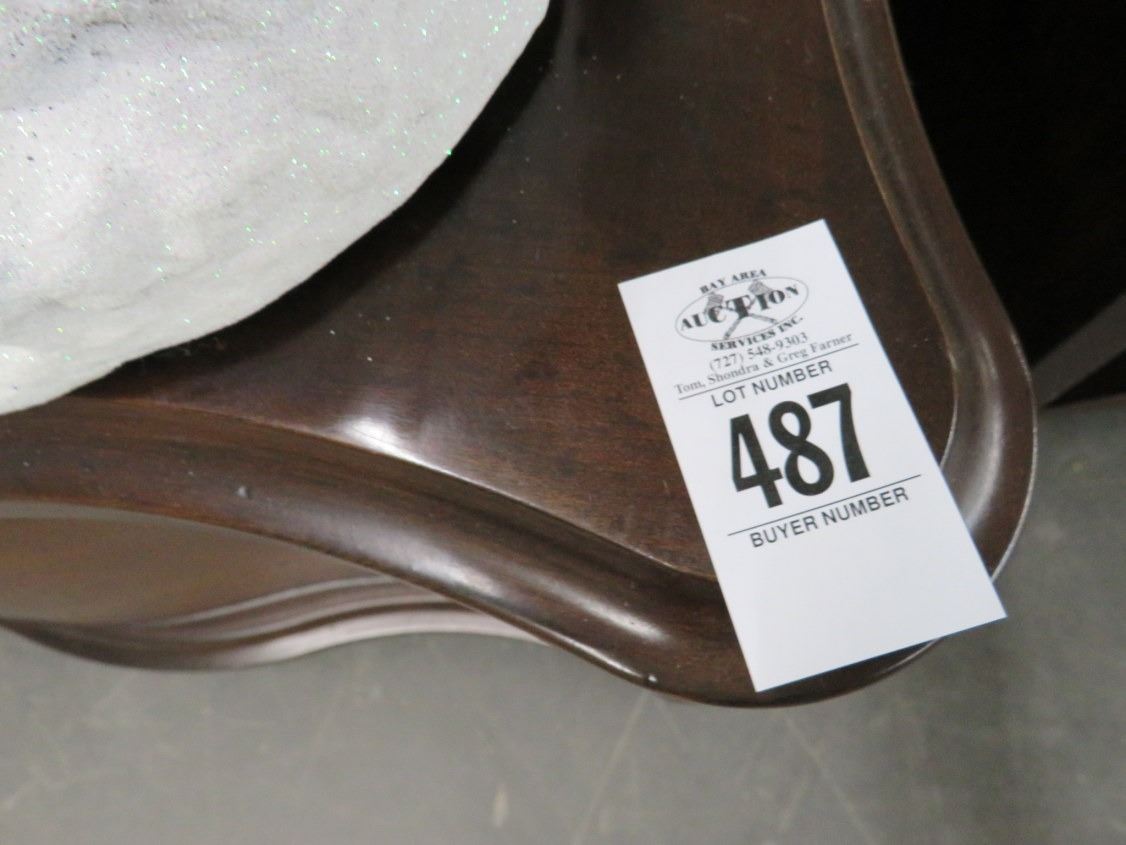 BAY AREA
AUCTION
SERVICES INC.
(727) 548-9303
Tom, Shondra & Greg Farner
LOT NUMBER
487
BUYER NUMBER